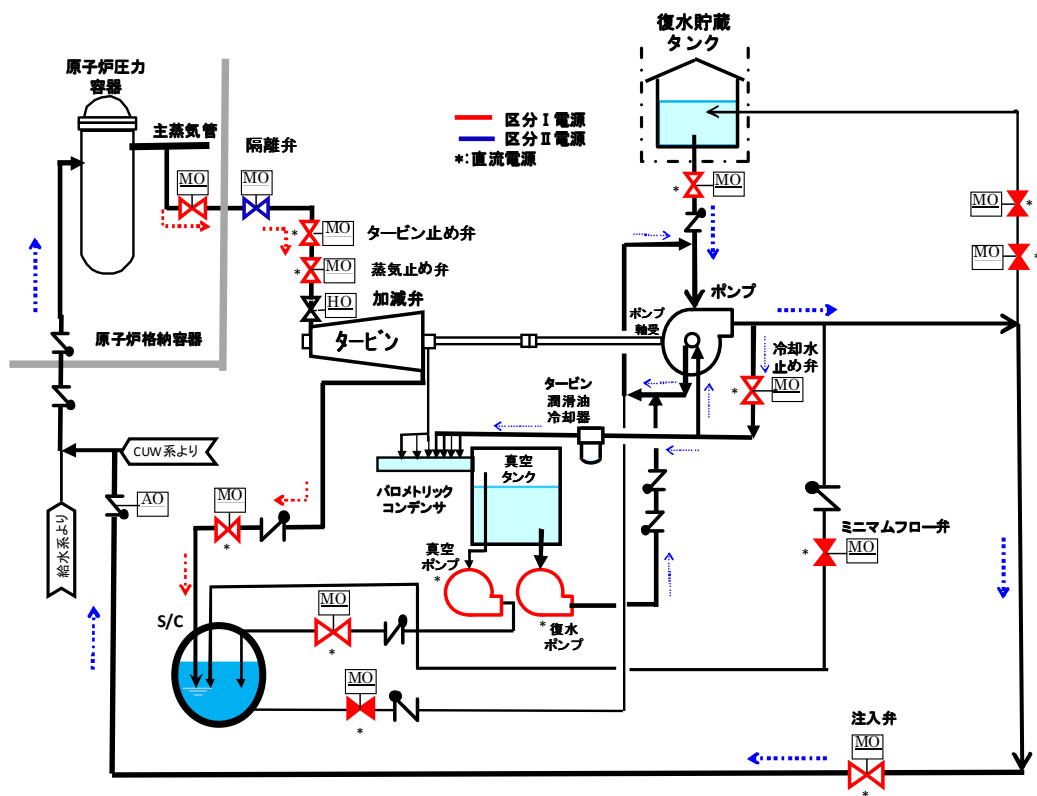 復水貯蔵
タンク
原子炉圧力
容器
主蒸気管
隔離弁
区分Ⅰ電源
区分Ⅱ電源
*:直流電源
MO
MO
* MO
MO *
* MO タービン止め弁
MO *
* MO 蒸気止め弁
HO 加減弁
ポンプ
ポンプ
軸受
原子炉格納容器
タービン
冷却水
止め弁
* MO
タービン
潤滑油
冷却器
CUW系より
真空
タンク
バロメトリック
コンデンサ
AO
MO
*
給水系より
ミニマムフロー弁
* MO
真空
ポンプ
*
*
復水
ポンプ
S/C
MO
*
MO
*
注入弁
MO
*